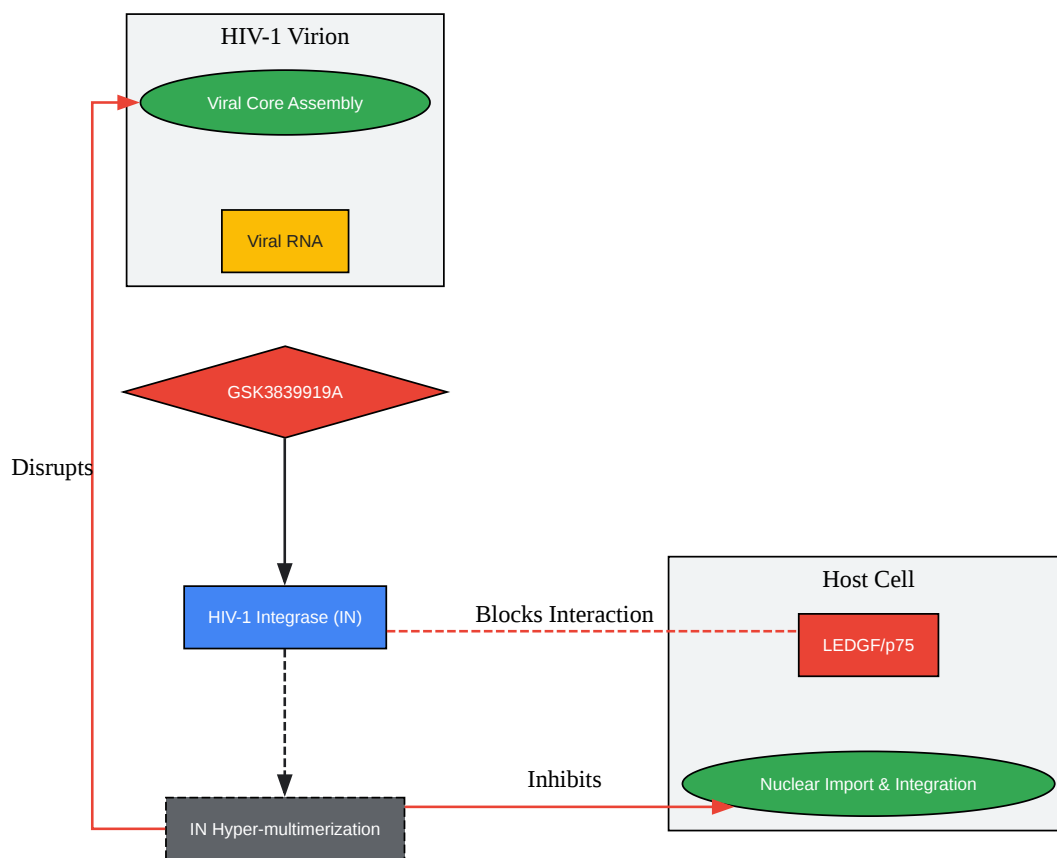 HIV-1 Virion
Viral Core Assembly
Viral RNA
GSK3839919A
Disrupts
HIV-1 Integrase (IN)
Blocks Interaction
Host Cell
LEDGF/p75
Inhibits
Nuclear Import & Integration
IN Hyper-multimerization